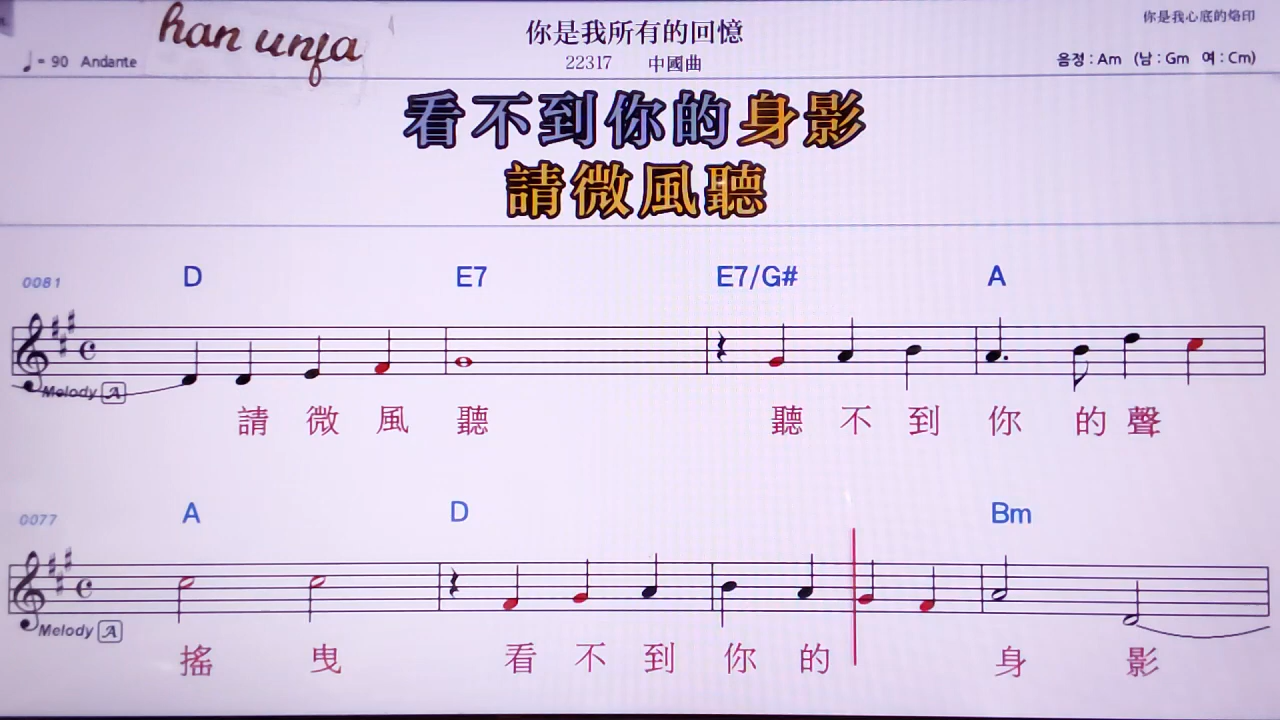 han unja
你是我所有的回憶
你是我心底的烙印
♩= 90 Andante
22317 中國曲
음정 : Am (남 : Gm 여 : Cm)
看不到你的身影
請微風聽
0081 D E7 E7/G# A
Melody A
請 微 風 聽 聽 不 到 你 的 聲
0077 A D Bm
Melody A
搖 曳 看 不 到 你 的 身 影